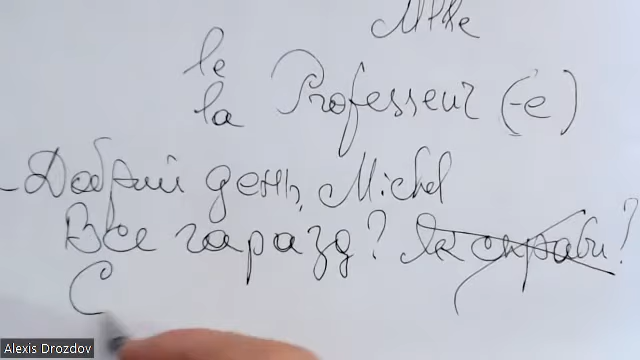 Mlle
le
la Professeur (-e)
- Добрий день, Michel
Все гаразд? Як справи?
С
Alexis Drozdov